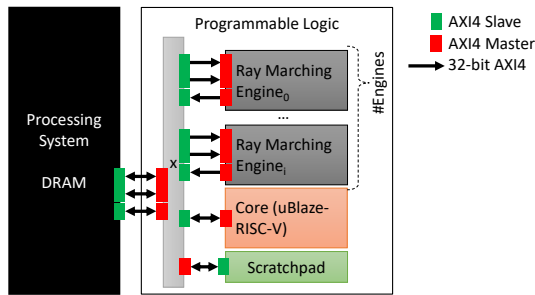 Programmable Logic
AXI4 Slave
AXI4 Master
32-bit AXI4
Processing
System
DRAM
x
Ray Marching
Engine0
...
Ray Marching
Enginei
#Engines
Core (uBlaze-
RISC-V)
Scratchpad